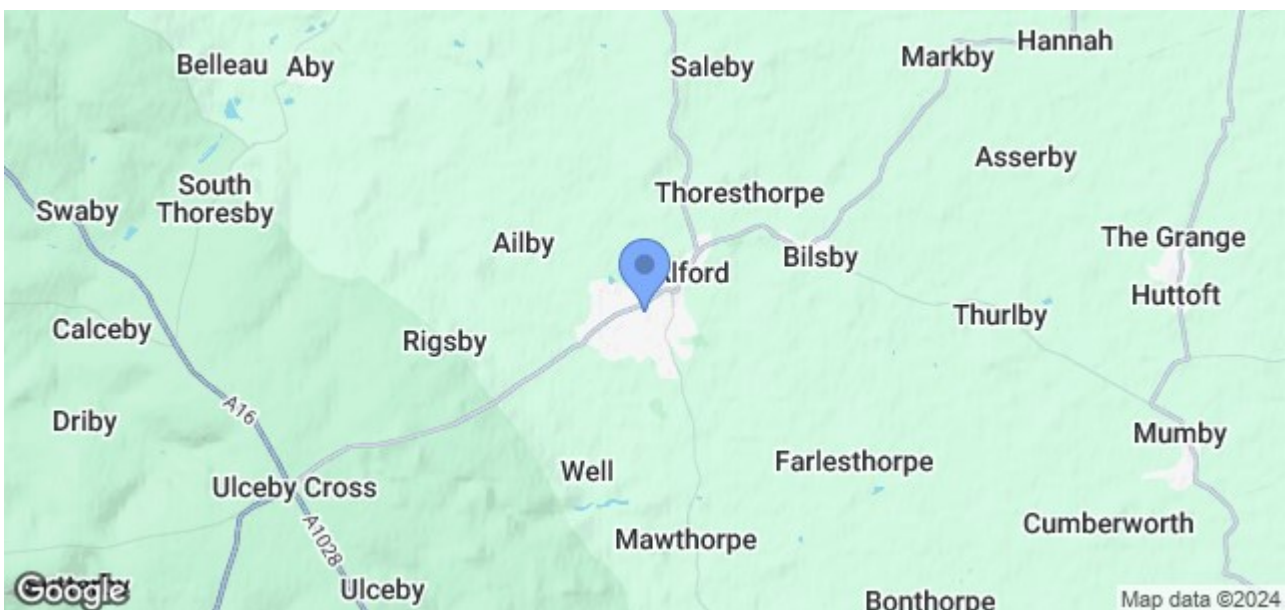 Belleau
Aby
Saleby
Markby
Hannah
Asserby
South
Thoresby
Swaby
Thoresthorpe
Ailby
Bilsby
The Grange
Huttoft
Thurlby
Calceby
Rigsby
Driby
A16
Mumby
Well
Farlesthorpe
Ulceby Cross
A1028
Cumberworth
Mawthorpe
Ulceby
Bonthorpe
Google
Map data ©2024